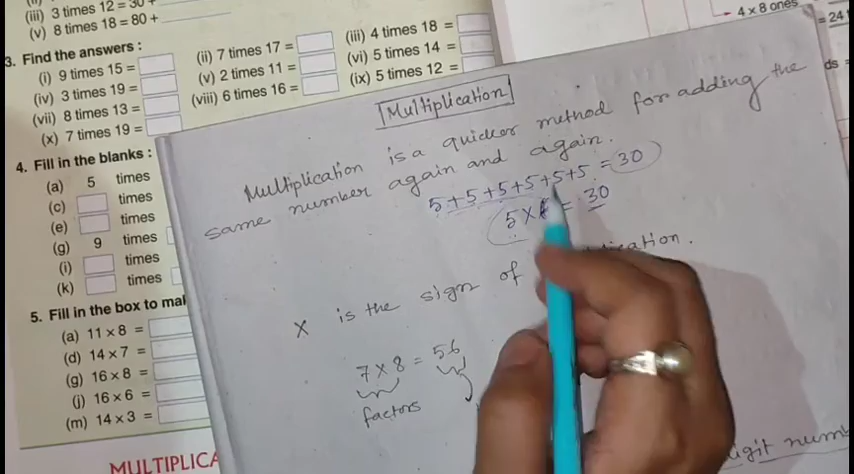 (iii) 3 times 12 = 30 +
(v) 8 times 18 = 80 +
4 × 8 ones
= 24
3. Find the answers :
(i) 9 times 15 =
(ii) 7 times 17 =
(iii) 4 times 18 =
(iv) 3 times 19 =
(v) 2 times 11 =
(vi) 5 times 14 =
(vii) 8 times 13 =
(viii) 6 times 16 =
(ix) 5 times 12 =
(x) 7 times 19 =
ds =
4. Fill in the blanks :
(a) 5 times
(c) times
(e) times
(g) 9 times
(i) times
(k) times
5. Fill in the box to
(a) 11 × 8 =
(d) 14 × 7 =
(g) 16 × 8 =
(j) 16 × 6 =
(m) 14 × 3 =
Multiplication
Multiplication is a quicker method for adding the
same number again and again.
5+5+5+5+5+5 = 30
5 × = 30
X is the sign of
7 × 8 = 56
factors